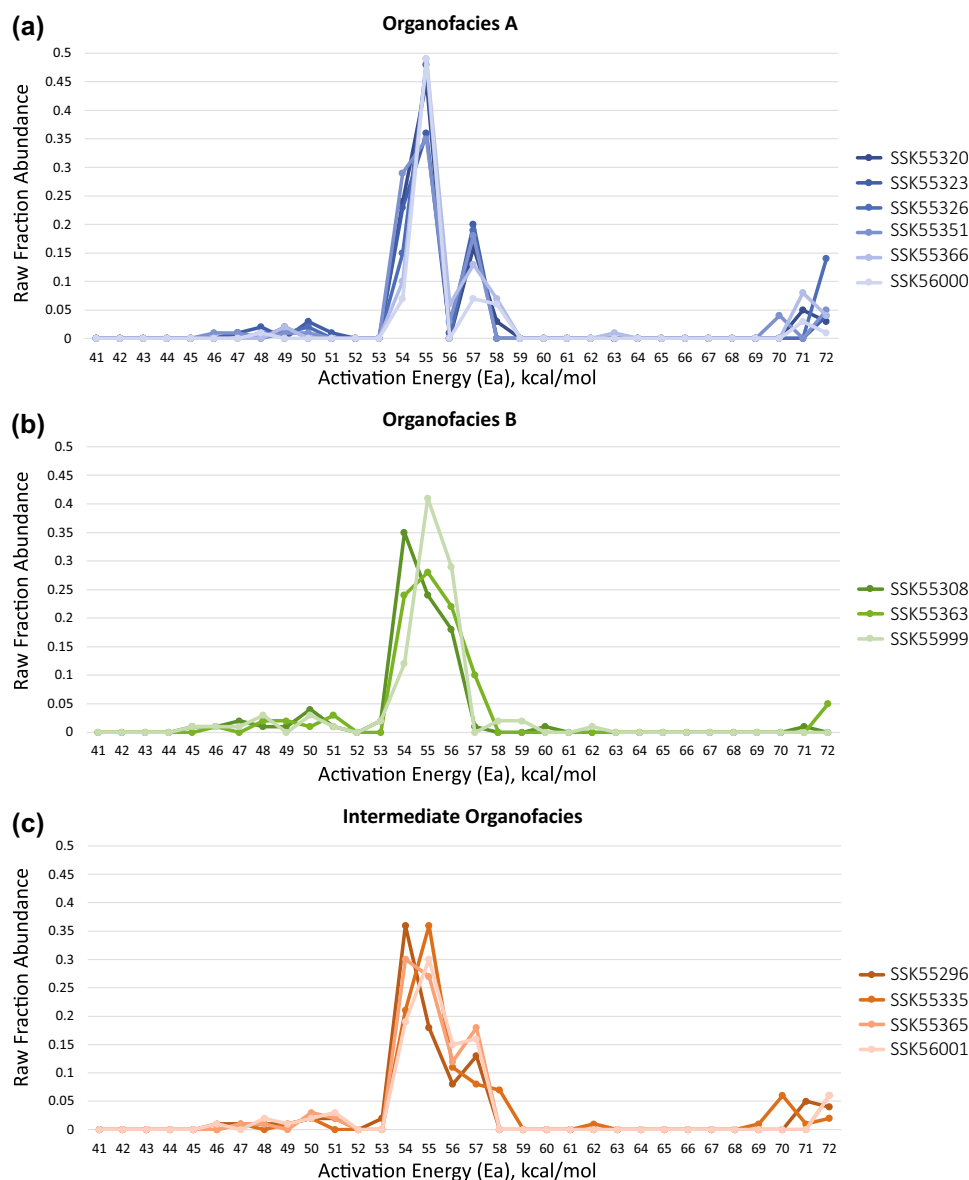 (a)
Organofacies A
Raw Fraction Abundance
0.5
0.45
0.4
0.35
0.3
0.25
0.2
0.15
0.1
0.05
0
41 42 43 44 45 46 47 48 49 50 51 52 53 54 55 56 57 58 59 60 61 62 63 64 65 66 67 68 69 70 71 72
Activation Energy (Ea), kcal/mol
SSK55320
SSK55323
SSK55326
SSK55351
SSK55366
SSK56000
(b)
Organofacies B
Raw Fraction Abundance
0.5
0.45
0.4
0.35
0.3
0.25
0.2
0.15
0.1
0.05
0
41 42 43 44 45 46 47 48 49 50 51 52 53 54 55 56 57 58 59 60 61 62 63 64 65 66 67 68 69 70 71 72
Activation Energy (Ea), kcal/mol
SSK55308
SSK55363
SSK55999
(c)
Intermediate Organofacies
Raw Fraction Abundance
0.5
0.45
0.4
0.35
0.3
0.25
0.2
0.15
0.1
0.05
0
41 42 43 44 45 46 47 48 49 50 51 52 53 54 55 56 57 58 59 60 61 62 63 64 65 66 67 68 69 70 71 72
Activation Energy (Ea), kcal/mol
SSK55296
SSK55335
SSK55365
SSK56001